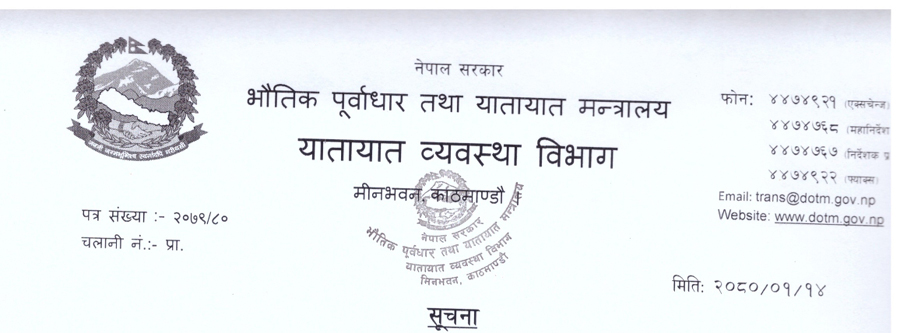 नेपाल सरकार
भौतिक पूर्वाधार तथा यातायात मन्त्रालय
यातायात व्यवस्था विभाग
मीनभवन, काठमाण्डौ ।
फोन: ४४७४९२१ (एक्सचेन्ज)
४४७४७६८ (महानिर्देश
४४७४७६७ (निर्देशक प्र
४४७४९२२ (फ्याक्स)
Email: trans@dotm.gov.np
Website: www.dotm.gov.np
पत्र संख्या :- २०७९/८०
चलानी नं.:- प्रा.
नेपाल सरकार
भौतिक पूर्वाधार तथा यातायात मन्त्रालय
यातायात व्यवस्था विभाग
मिनभवन, काठमाण्डौ
मिति: २०८०/०१/१४
सूचना